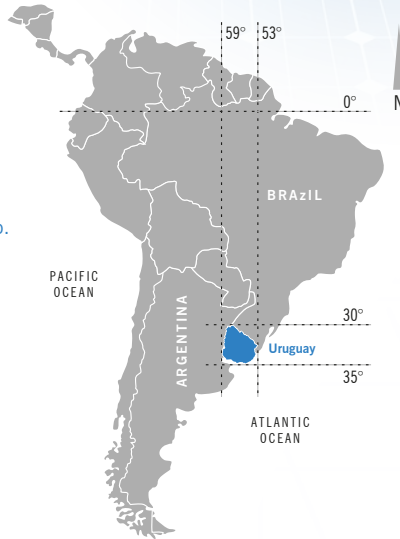 59° 53°
0°
N
BRAzIL
o.
PACIFIC
OCEAN
ARGENTINA
30°
Uruguay
35°
ATLANTIC
OCEAN